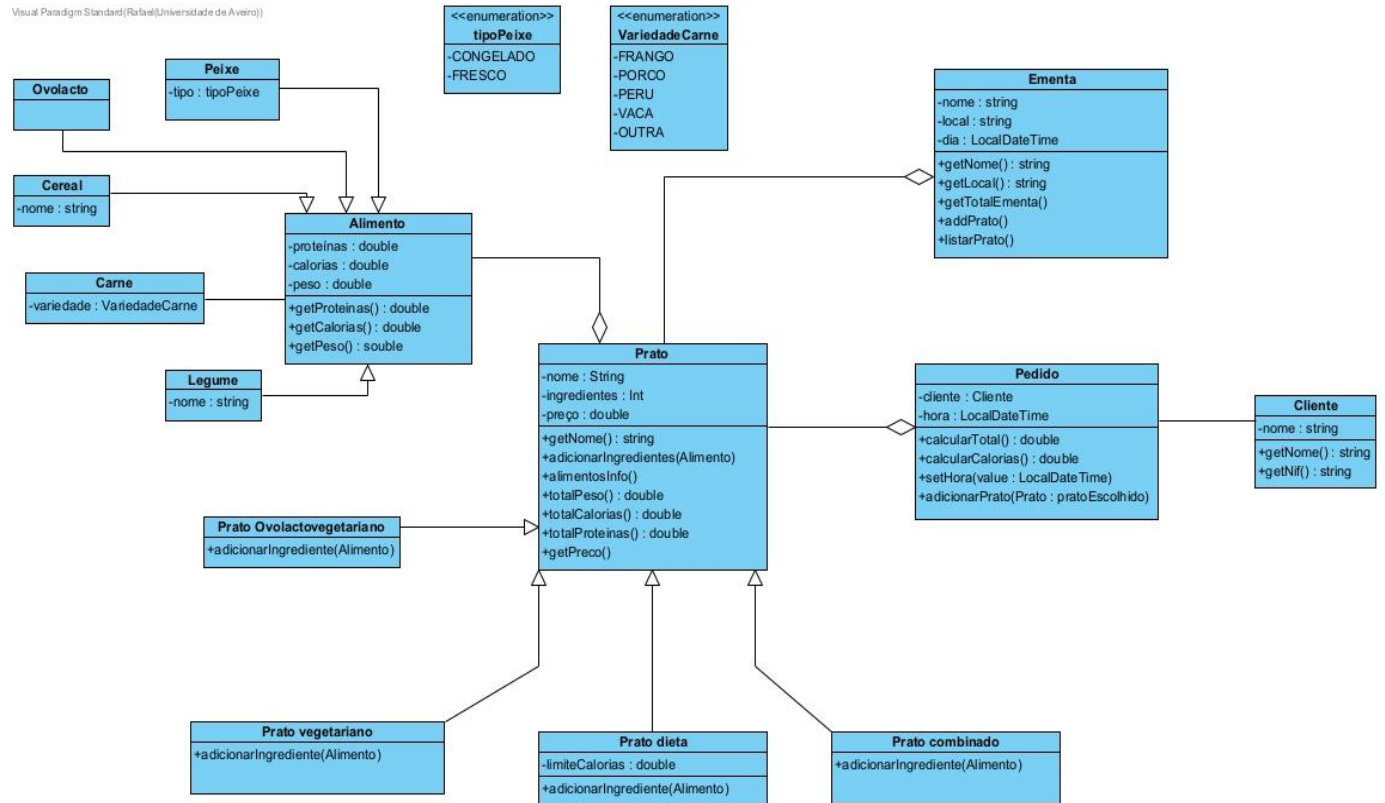 Visual Paradigm Standard(Rafael(Universidade de Aveiro))
<<enumeration>>
tipoPeixe
-CONGELADO
-FRESCO
<<enumeration>>
VariedadeCarne
-FRANGO
-PORCO
-PERU
-VACA
-OUTRA
Peixe
-tipo : tipoPeixe
Ovolacto
Ementa
-nome : string
-local : string
-dia : LocalDateTime
+getNome() : string
+getLocal() : string
+getTotalEmenta()
+addPrato()
+listarPrato()
Cereal
-nome : string
Alimento
-proteínas : double
-calorias : double
-peso : double
+getProteinas() : double
+getCalorias() : double
+getPeso() : souble
Carne
-variedade : VariedadeCarne
Legume
-nome : string
Prato
-nome : String
-ingredientes : Int
-preço : double
+getNome() : string
+adicionarIngredientes(Alimento)
+alimentosInfo()
+totalPeso() : double
+totalCalorias() : double
+totalProteinas() : double
+getPreco()
Pedido
-cliente : Cliente
-hora : LocalDateTime
+calcularTotal() : double
+calcularCalorias() : double
+setHora(value : LocalDateTime)
+adicionarPrato(Prato : pratoEscolhido)
Cliente
-nome : string
+getNome() : string
+getNif() : string
Prato Ovolactovegetariano
+adicionarIngrediente(Alimento)
Prato vegetariano
+adicionarIngrediente(Alimento)
Prato dieta
-limiteCalorias : double
+adicionarIngrediente(Alimento)
Prato combinado
+adicionarIngrediente(Alimento)